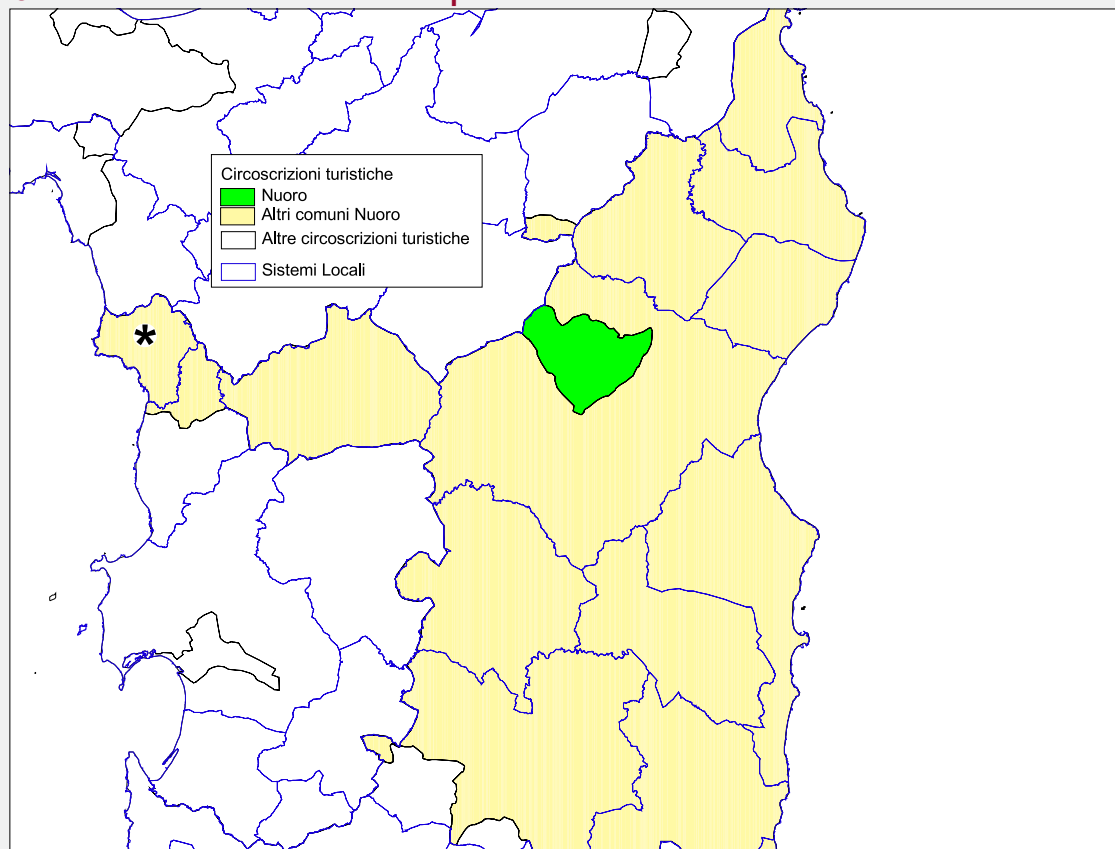 Circoscrizioni turistiche
Nuoro
Altri comuni Nuoro
Altre circoscrizioni turistiche
Sistemi Locali
*